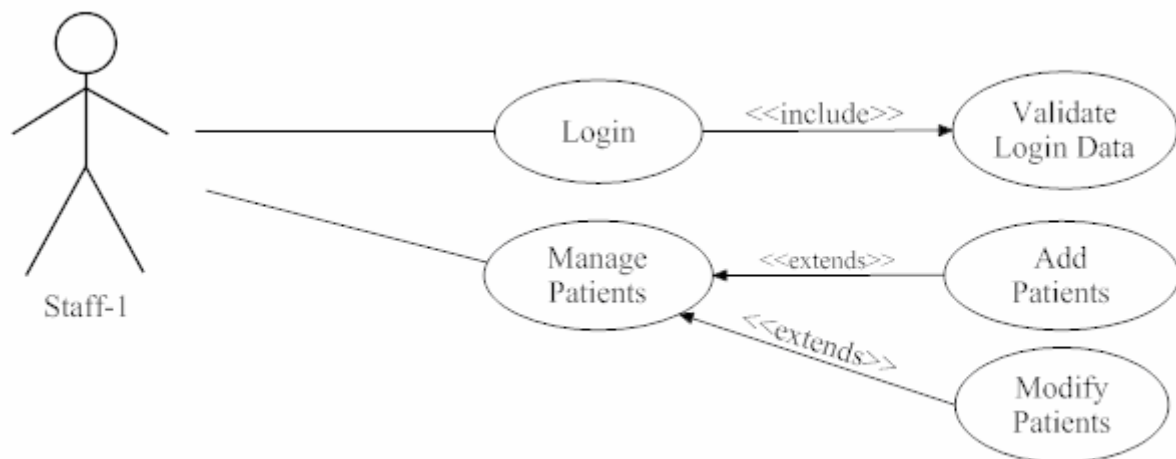 Login
<<include>>
Validate
Login Data
Manage
Patients
<<extends>>
Add
Patients
Staff-1
<<extends>>
Modify
Patients